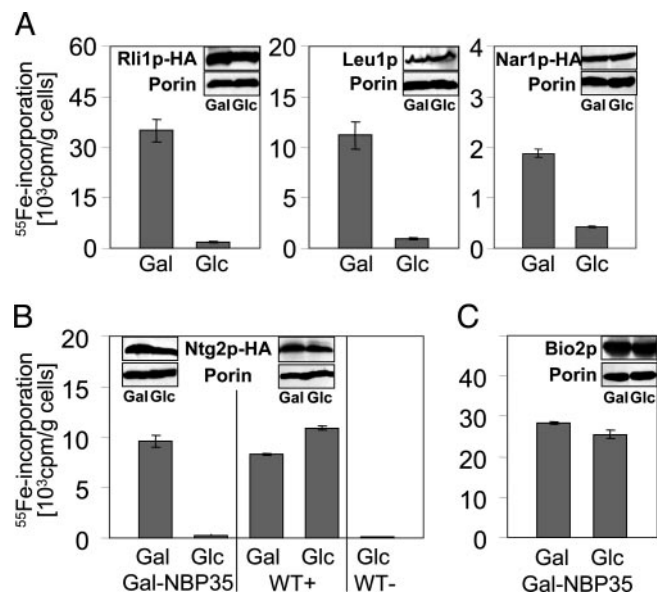 A
⁵⁵Fe-incorporation
[10³cpm/g cells]
60
45
30
15
0
Rli1p-HA
Porin
Gal Glc
Gal Glc
20
15
10
5
0
Leu1p
Porin
Gal Glc
Gal Glc
4
3
2
1
0
Nar1p-HA
Porin
Gal Glc
Gal Glc
B
⁵⁵Fe-incorporation
[10³cpm/g cells]
20
15
10
5
0
Ntg2p-HA
Porin
Gal Glc
Gal Glc
Gal Glc Gal Glc Glc
Gal-NBP35 WT+ WT-
C
50
40
30
20
10
0
Bio2p
Porin
Gal Glc
Gal Glc
Gal-NBP35